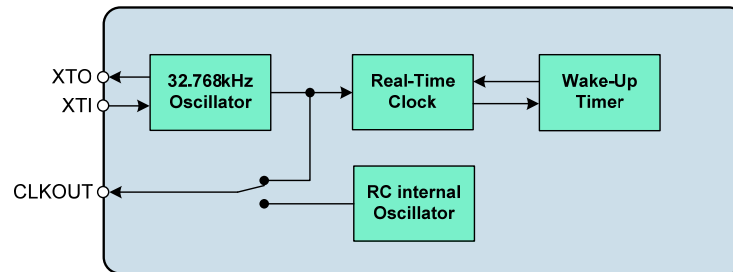 XTO
XTI
32.768kHz
Oscillator
Real-Time
Clock
Wake-Up
Timer
CLKOUT
RC internal
Oscillator